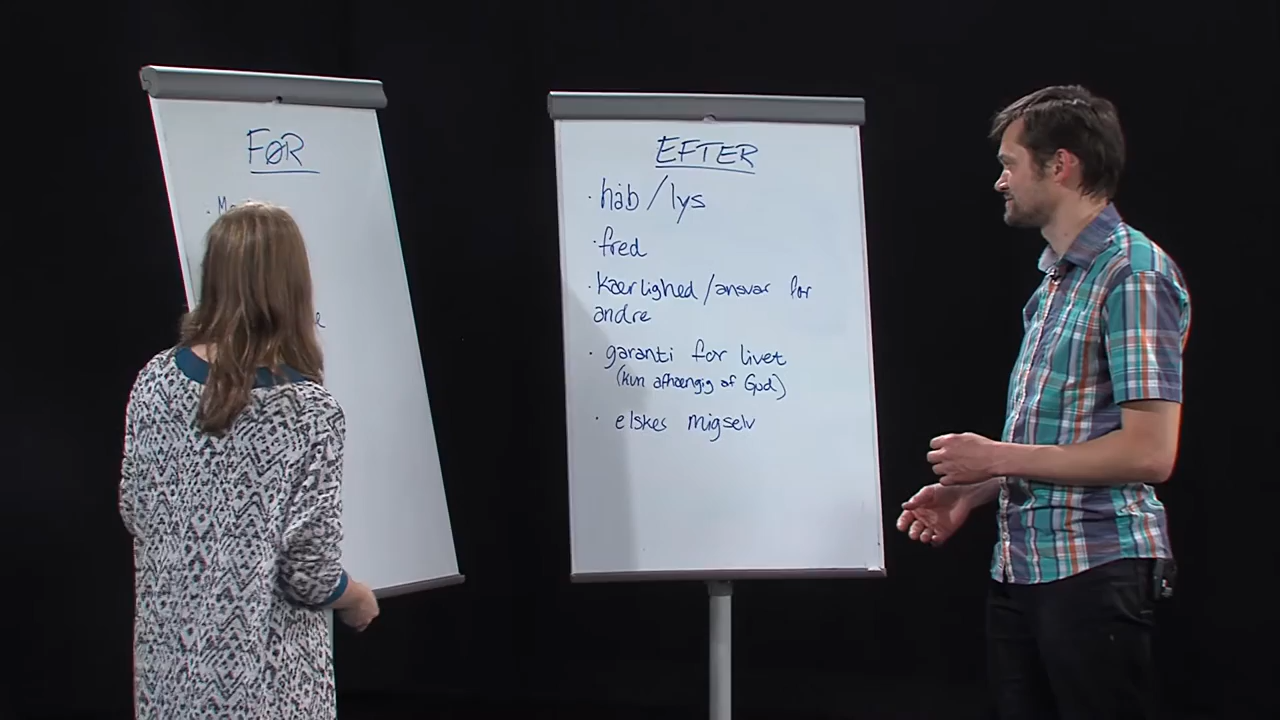 FØR
EFTER
· håb / lys
· fred
· Kærlighed / ansvar for
andre
· garanti for livet
(kun afhængig af Gud)
· elskes migselv